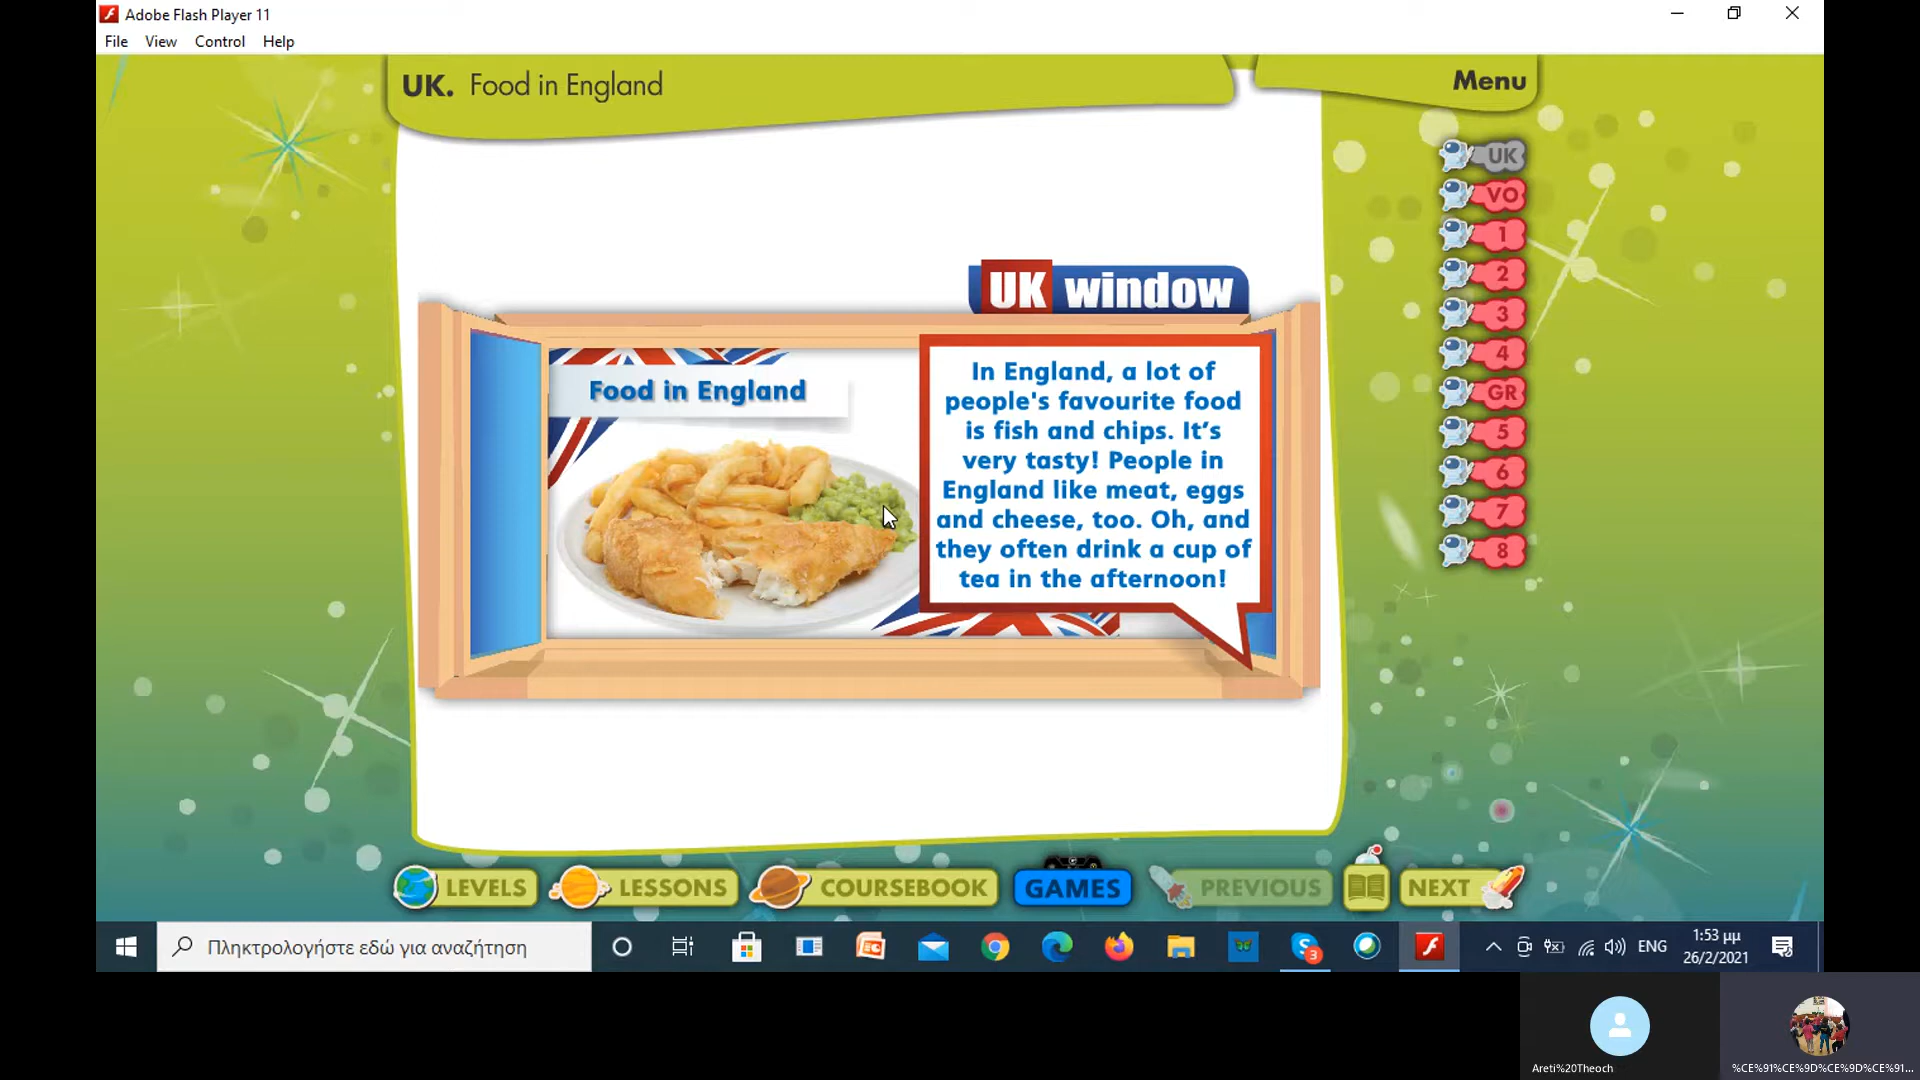 Adobe Flash Player 11
File View Control Help
UK. Food in England
Menu
UK
VO
1
2
3
4
GR
5
6
7
8
UK window
Food in England
In England, a lot of
people's favourite food
is fish and chips. It’s
very tasty! People in
England like meat, eggs
and cheese, too. Oh, and
they often drink a cup of
tea in the afternoon!
LEVELS LESSONS COURSEBOOK GAMES PREVIOUS NEXT
Πληκτρολογήστε εδώ για αναζήτηση
3
ENG
1:53 μμ
26/2/2021
Areti%20Theoch
%CE%91%CE%9D%CE%9D%CE%91...